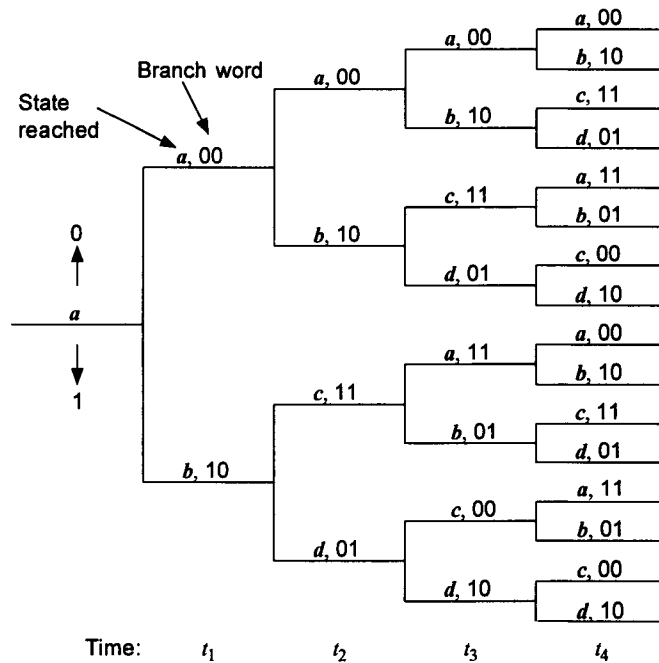 Branch word
State
reached
a, 00
b, 10
a, 00
b, 10
c, 11
d, 01
a, 00
b, 10
c, 11
d, 01
a, 11
b, 01
c, 00
d, 10
a, 00
b, 10
c, 11
d, 01
a, 11
b, 01
c, 00
d, 10
a, 00
b, 10
c, 11
d, 01
a, 11
b, 01
c, 00
d, 10
0
a
1
Time: t1 t2 t3 t4